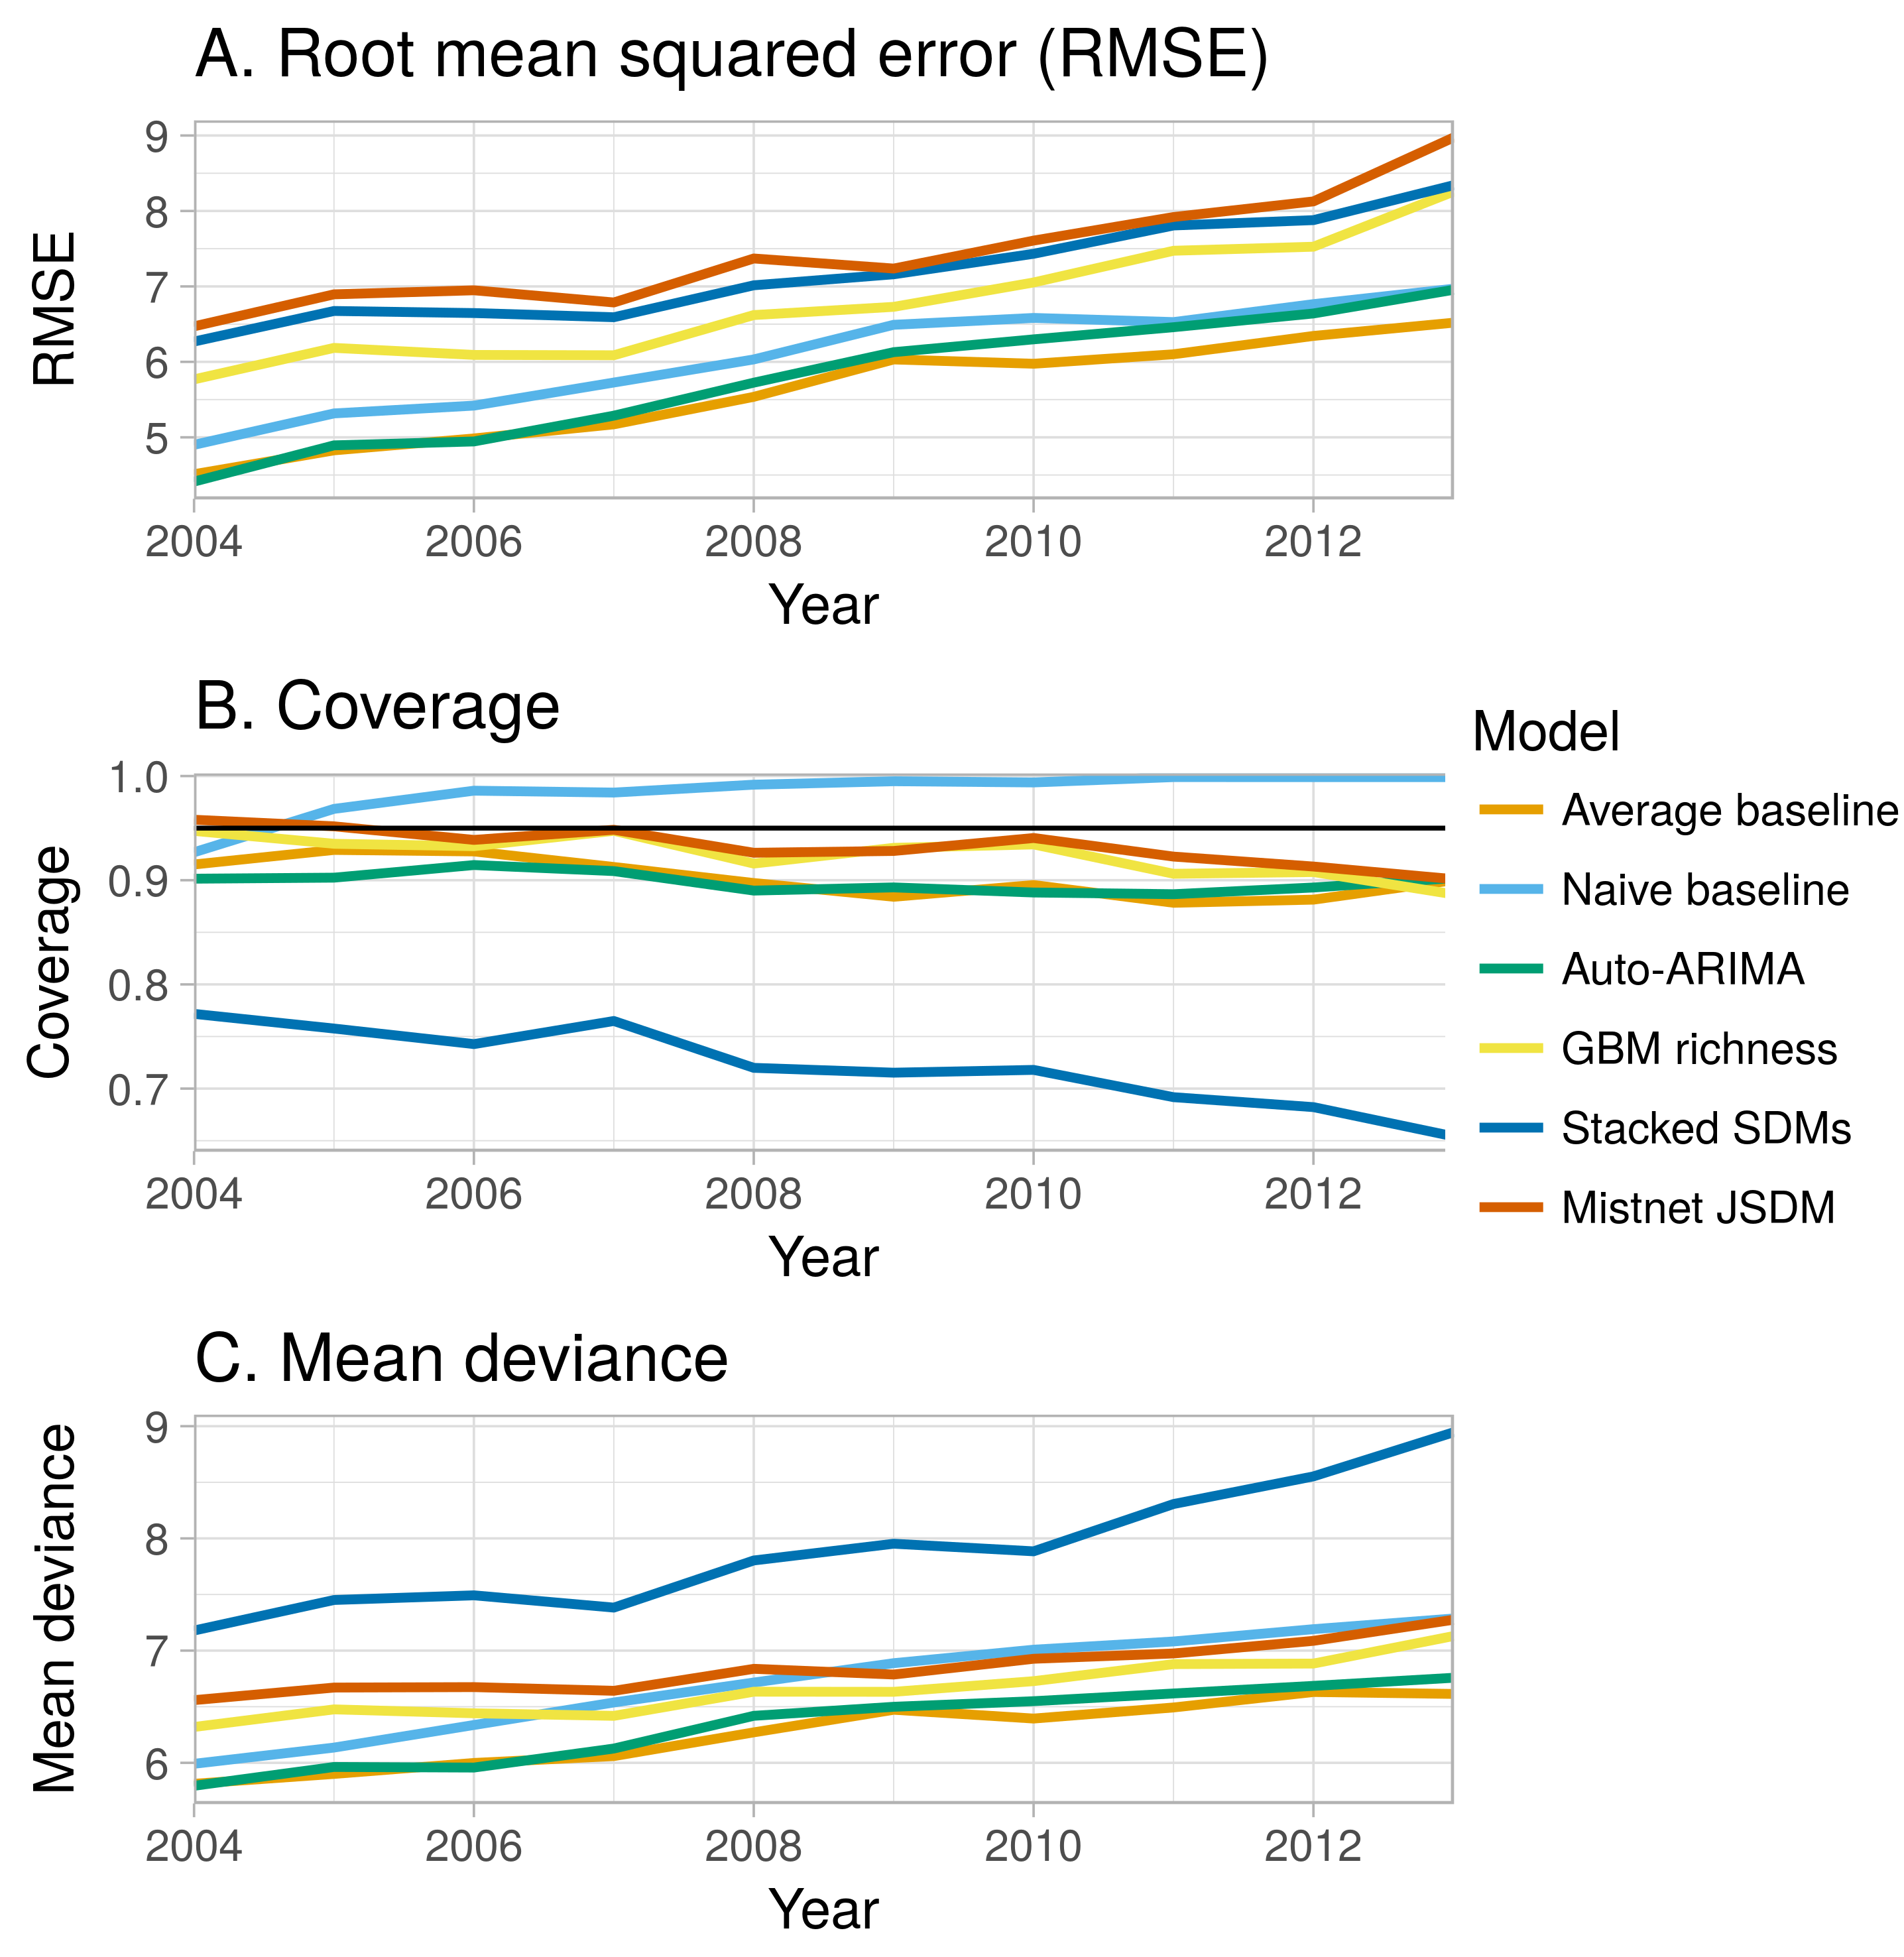 A. Root mean squared error (RMSE)
RMSE
9
8
7
6
5
2004 2006 2008 2010 2012
Year
B. Coverage
Coverage
1.0
0.9
0.8
0.7
2004 2006 2008 2010 2012
Year
Model
Average baseline
Naive baseline
Auto-ARIMA
GBM richness
Stacked SDMs
Mistnet JSDM
C. Mean deviance
Mean deviance
9
8
7
6
2004 2006 2008 2010 2012
Year